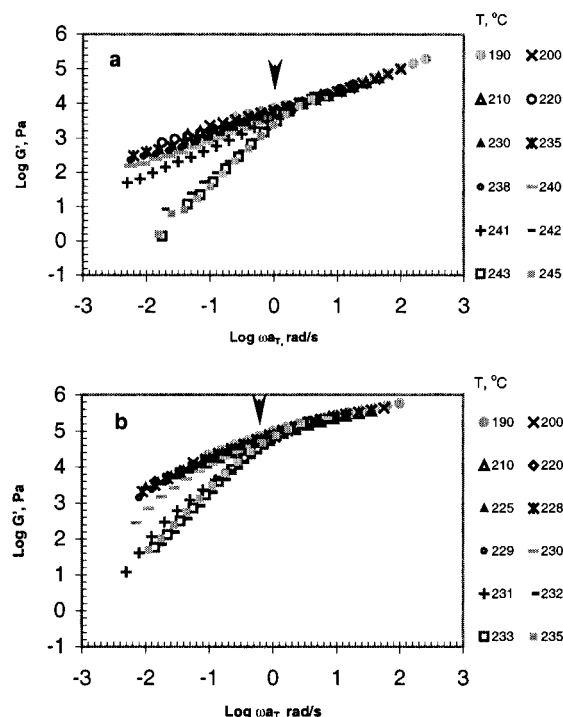 a
T, °C
190 200
210 220
230 235
238 240
241 242
243 245
Log G', Pa
6
5
4
3
2
1
0
-1
-3 -2 -1 0 1 2 3
Log ωaT, rad/s
b
T, °C
190 200
210 220
225 228
229 230
231 232
233 235
Log G', Pa
6
5
4
3
2
1
0
-1
-3 -2 -1 0 1 2 3
Log ωaT, rad/s